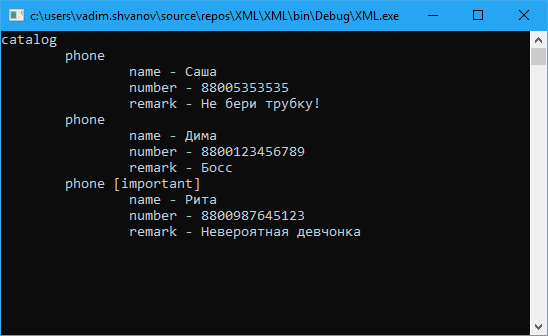 c:\users\vadim.shvanov\source\repos\XML\XML\bin\Debug\XML.exe
catalog
phone
name - Саша
number - 88005353535
remark - Не бери трубку!
phone
name - Дима
number - 8800123456789
remark - Босс
phone [important]
name - Рита
number - 8800987645123
remark - Невероятная девчонка